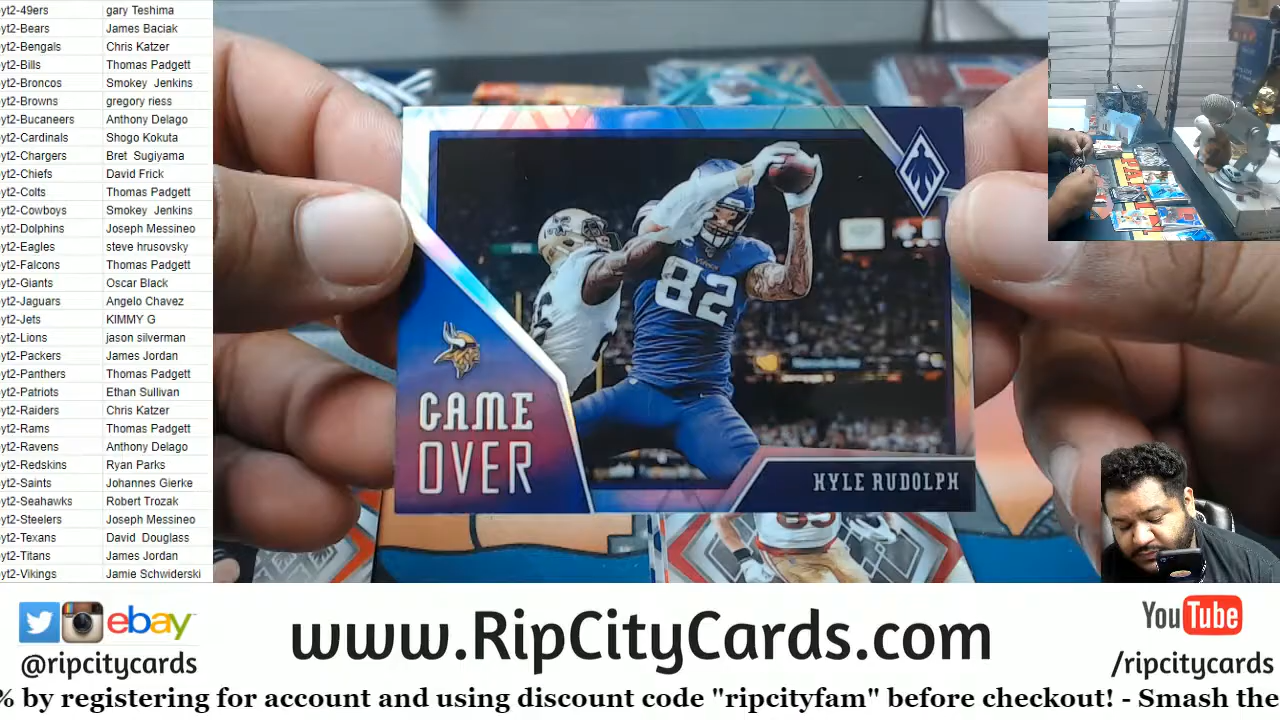 yt2-49ers gary Teshima
yt2-Bears James Baciak
yt2-Bengals Chris Katzer
yt2-Bills Thomas Padgett
yt2-Broncos Smokey Jenkins
yt2-Browns gregory riess
yt2-Bucaneers Anthony Delago
yt2-Cardinals Shogo Kokuta
yt2-Chargers Bret Sugiyama
yt2-Chiefs David Frick
yt2-Colts Thomas Padgett
yt2-Cowboys Smokey Jenkins
yt2-Dolphins Joseph Messineo
yt2-Eagles steve hrusovsky
yt2-Falcons Thomas Padgett
yt2-Giants Oscar Black
yt2-Jaguars Angelo Chavez
yt2-Jets KIMMY G
yt2-Lions jason silverman
yt2-Packers James Jordan
yt2-Panthers Thomas Padgett
yt2-Patriots Ethan Sullivan
yt2-Raiders Chris Katzer
yt2-Rams Thomas Padgett
yt2-Ravens Anthony Delago
yt2-Redskins Ryan Parks
yt2-Saints Johannes Gierke
yt2-Seahawks Robert Trozak
yt2-Steelers Joseph Messineo
yt2-Texans David Douglass
yt2-Titans James Jordan
yt2-Vikings Jamie Schwiderski
82
GAME
OVER
KYLE RUDOLPH
ebay
@ripcitycards
www.RipCityCards.com
YouTube
/ripcitycards
% by registering for account and using discount code "ripcityfam" before checkout! - Smash the